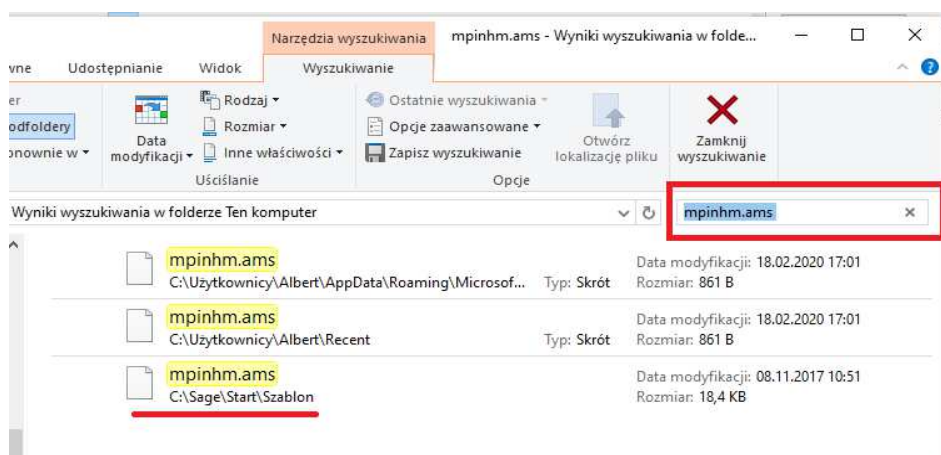 Narzędzia wyszukiwania
mpinhm.ams - Wyniki wyszukiwania w folde...
wne Udostępnianie Widok Wyszukiwanie
er
odfoldery
onownie w
Data modyfikacji
Rodzaj
Rozmiar
Inne właściwości
Uściślanie
Ostatnie wyszukiwania
Opcje zaawansowane
Zapisz wyszukiwanie
Otwórz lokalizację pliku
Opcje
Zamknij wyszukiwanie
Wyniki wyszukiwania w folderze Ten komputer
mpinhm.ams
mpinhm.ams Data modyfikacji: 18.02.2020 17:01
C:\Użytkownicy\Albert\AppData\Roaming\Microsof... Typ: Skrót Rozmiar: 861 B
mpinhm.ams Data modyfikacji: 18.02.2020 17:01
C:\Użytkownicy\Albert\Recent Typ: Skrót Rozmiar: 861 B
mpinhm.ams Data modyfikacji: 08.11.2017 10:51
C:\Sage\Start\Szablon Rozmiar: 18,4 KB